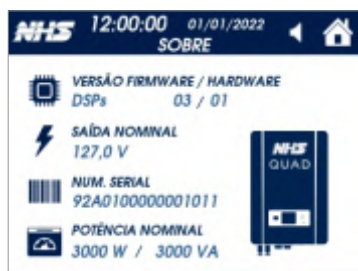 NHS 12:00:00 01/01/2022
SOBRE
VERSÃO FIRMWARE / HARDWARE
DSPs 03 / 01
SAÍDA NOMINAL
127,0 V
NUM. SERIAL
92A0100000001011
POTÊNCIA NOMINAL
3000 W / 3000 VA
NHS
QUAD